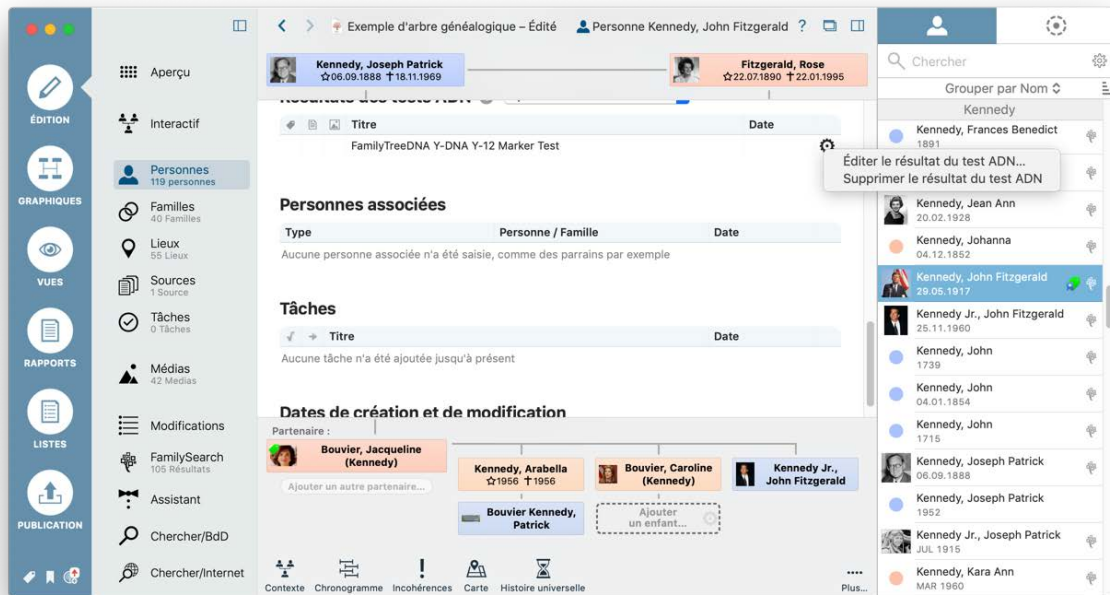 Exemple d'arbre généalogique – Édité
Personne Kennedy, John Fitzgerald ?
ÉDITION
GRAPHIQUES
VUES
RAPPORTS
LISTES
PUBLICATION
Aperçu
Interactif
Personnes
119 personnes
Familles
40 Familles
Lieux
55 Lieux
Sources
1 Source
Tâches
0 Tâches
Médias
42 Medias
Modifications
FamilySearch
105 Résultats
Assistant
Chercher/BdD
Chercher/Internet
Kennedy, Joseph Patrick
☆06.09.1888 †18.11.1969
Fitzgerald, Rose
☆22.07.1890 †22.01.1995
Résultats des tests ADN
Titre Date
FamilyTreeDNA Y-DNA Y-12 Marker Test
Éditer le résultat du test ADN...
Supprimer le résultat du test ADN
Personnes associées
Type Personne / Famille Date
Aucune personne associée n'a été saisie, comme des parrains par exemple
Tâches
Titre Date
Aucune tâche n'a été ajoutée jusqu'à présent
Dates de création et de modification
Partenaire :
Bouvier, Jacqueline
(Kennedy)
Ajouter un autre partenaire...
Kennedy, Arabella
☆1956 †1956
Bouvier, Caroline
(Kennedy)
Kennedy Jr.,
John Fitzgerald
Bouvier Kennedy,
Patrick
Ajouter
un enfant...
Contexte Chronogramme Incohérences Carte Histoire universelle Plus...
Chercher
Grouper par Nom
Kennedy
Kennedy, Frances Benedict
1891
Kennedy, Jean Ann
20.02.1928
Kennedy, Johanna
04.12.1852
Kennedy, John Fitzgerald
29.05.1917
Kennedy Jr., John Fitzgerald
25.11.1960
Kennedy, John
1739
Kennedy, John
04.01.1854
Kennedy, John
1715
Kennedy, Joseph Patrick
06.09.1888
Kennedy, Joseph Patrick
1952
Kennedy Jr., Joseph Patrick
JUL 1915
Kennedy, Kara Ann
MAR 1960